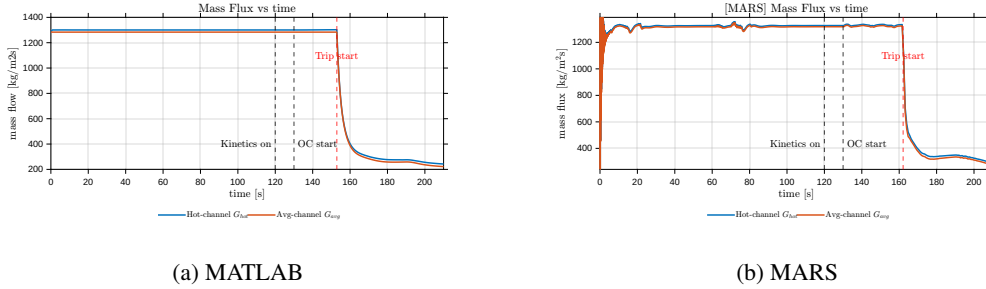 Mass Flux vs time
1400
1200
1000
800
600
400
200
mass flow [kg/m2s]
Trip start
Kinetics on
OC start
0 20 40 60 80 100 120 140 160 180 200
time [s]
Hot-channel G_hot Avg-channel G_avg
(a) MATLAB
[MARS] Mass Flux vs time
1200
1000
800
600
400
mass flux [kg/m²s]
Trip start
Kinetics on
OC start
0 20 40 60 80 100 120 140 160 180 200
time [s]
Hot-channel G_hot Avg-channel G_avg
(b) MARS